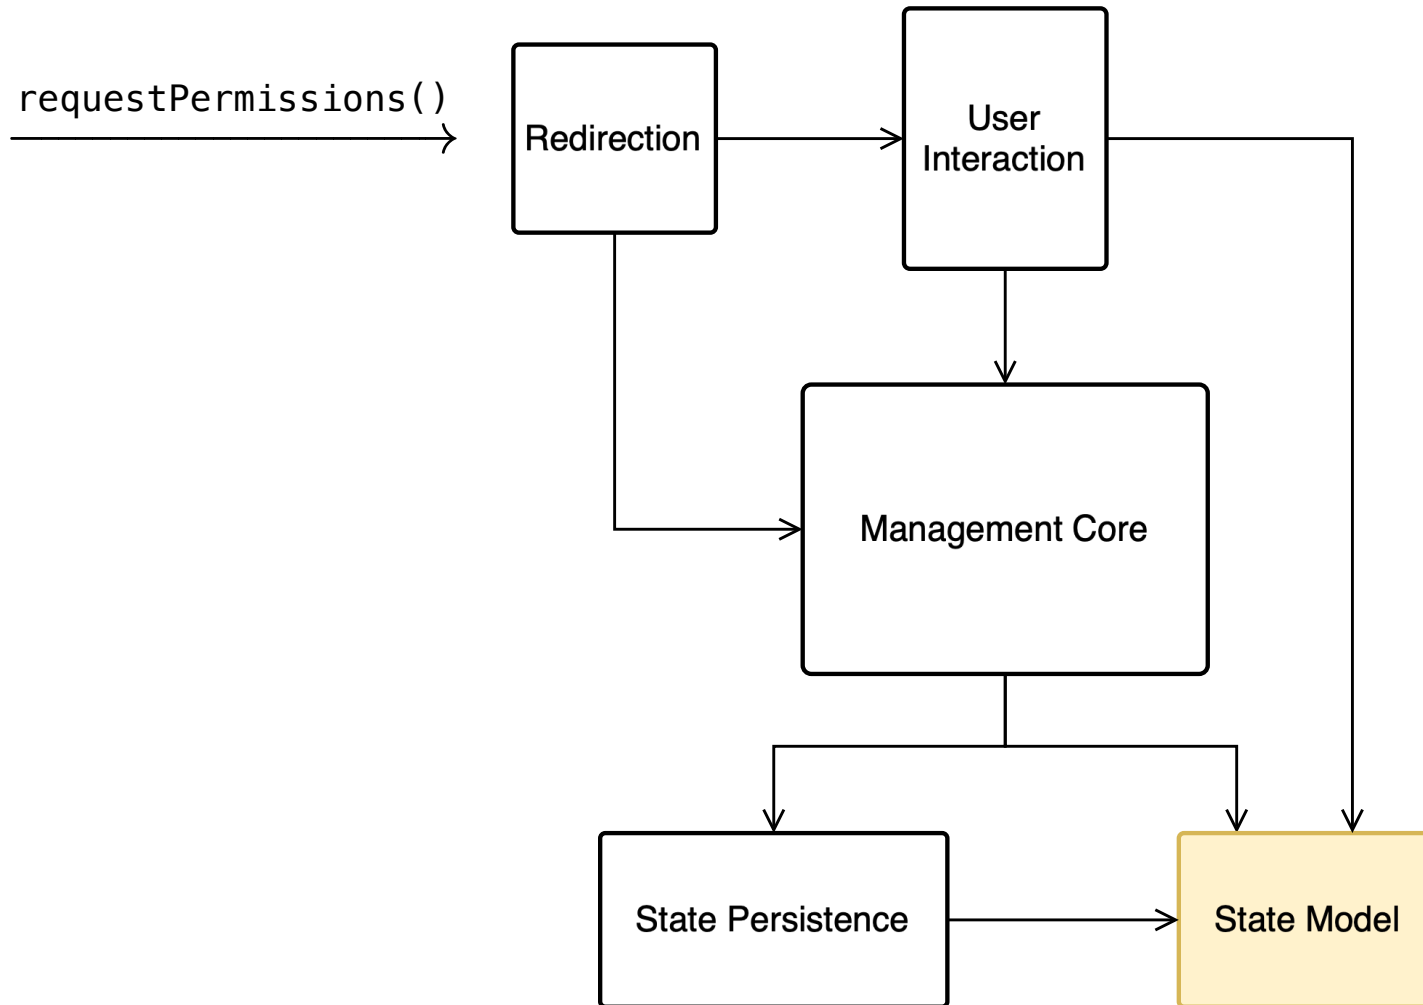 requestPermissions()
Redirection
User
Interaction
Management Core
State Persistence
State Model